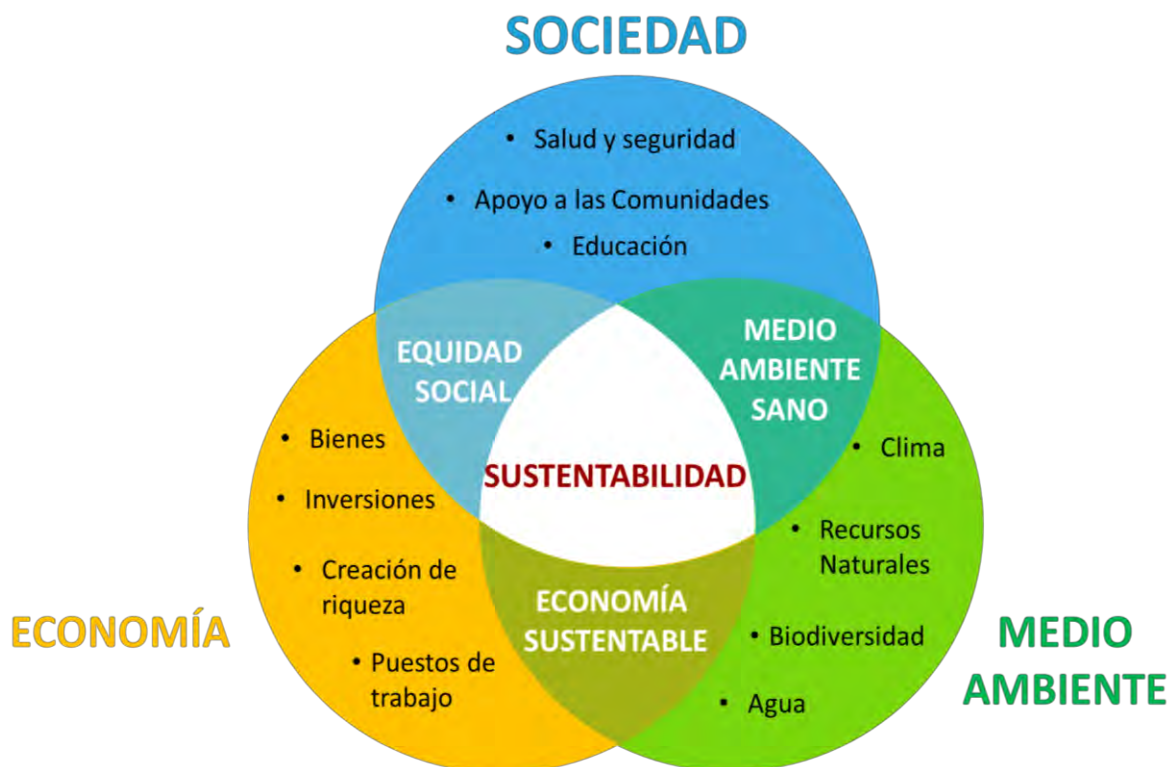 SOCIEDAD
• Salud y seguridad
• Apoyo a las Comunidades
• Educación
EQUIDAD
SOCIAL
MEDIO
AMBIENTE
SANO
SUSTENTABILIDAD
• Bienes
• Inversiones
• Creación de
riqueza
• Puestos de
trabajo
ECONOMÍA
ECONOMÍA
SUSTENTABLE
• Clima
• Recursos
Naturales
• Biodiversidad
• Agua
MEDIO
AMBIENTE